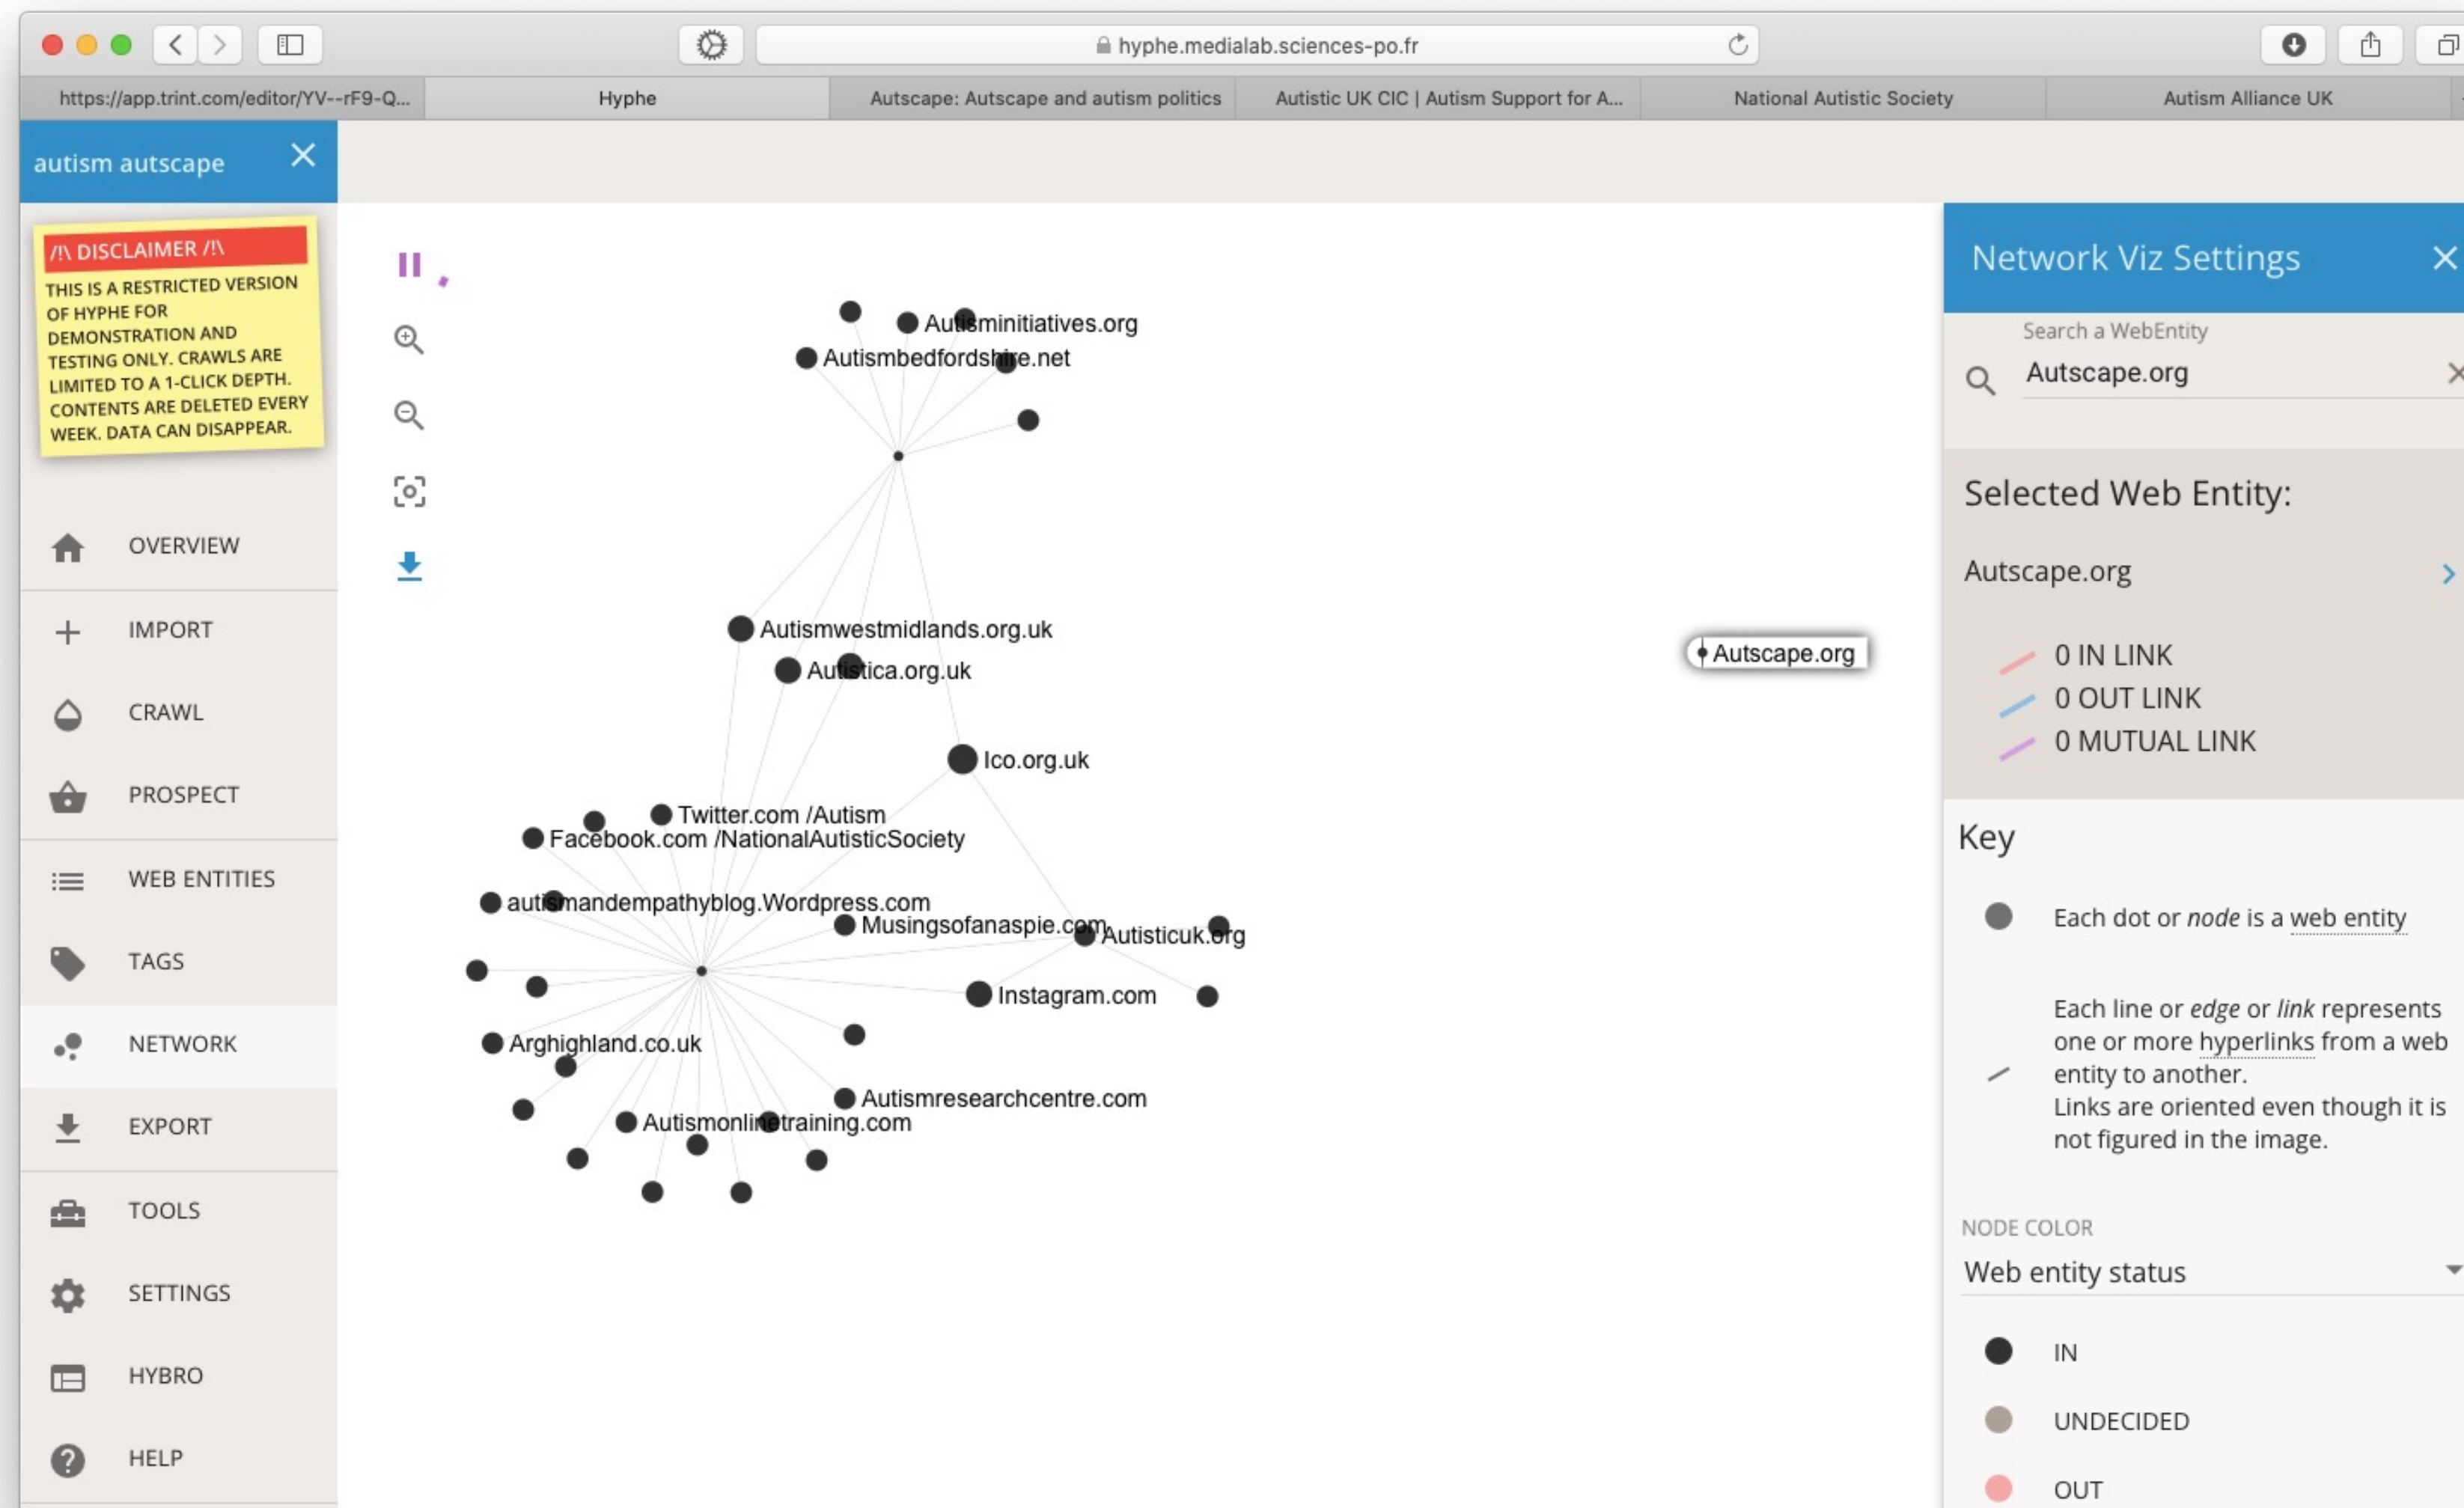 hyphe.medialab.sciences-po.fr
https://app.trint.com/editor/YV--rF9-Q...
Hyphe
Autscape: Autscape and autism politics
Autistic UK CIC | Autism Support for A...
National Autistic Society
Autism Alliance UK
autism autscape
/!\ DISCLAIMER /!\
THIS IS A RESTRICTED VERSION
OF HYPHE FOR
DEMONSTRATION AND
TESTING ONLY. CRAWLS ARE
LIMITED TO A 1-CLICK DEPTH.
CONTENTS ARE DELETED EVERY
WEEK. DATA CAN DISAPPEAR.
OVERVIEW
IMPORT
CRAWL
PROSPECT
WEB ENTITIES
TAGS
NETWORK
EXPORT
TOOLS
SETTINGS
HYBRO
HELP
Autisminitiatives.org
Autismbedfordshire.net
Autismwestmidlands.org.uk
Autistica.org.uk
Autscape.org
Ico.org.uk
Twitter.com /Autism
Facebook.com /NationalAutisticSociety
autismandempathyblog.Wordpress.com
Musingsofanaspie.com
Autisticuk.org
Instagram.com
Arghighland.co.uk
Autismresearchcentre.com
Autismonlinetraining.com
Network Viz Settings
Search a WebEntity
Autscape.org
Selected Web Entity:
Autscape.org
0 IN LINK
0 OUT LINK
0 MUTUAL LINK
Key
Each dot or node is a web entity
Each line or edge or link represents
one or more hyperlinks from a web
entity to another.
Links are oriented even though it is
not figured in the image.
NODE COLOR
Web entity status
IN
UNDECIDED
OUT